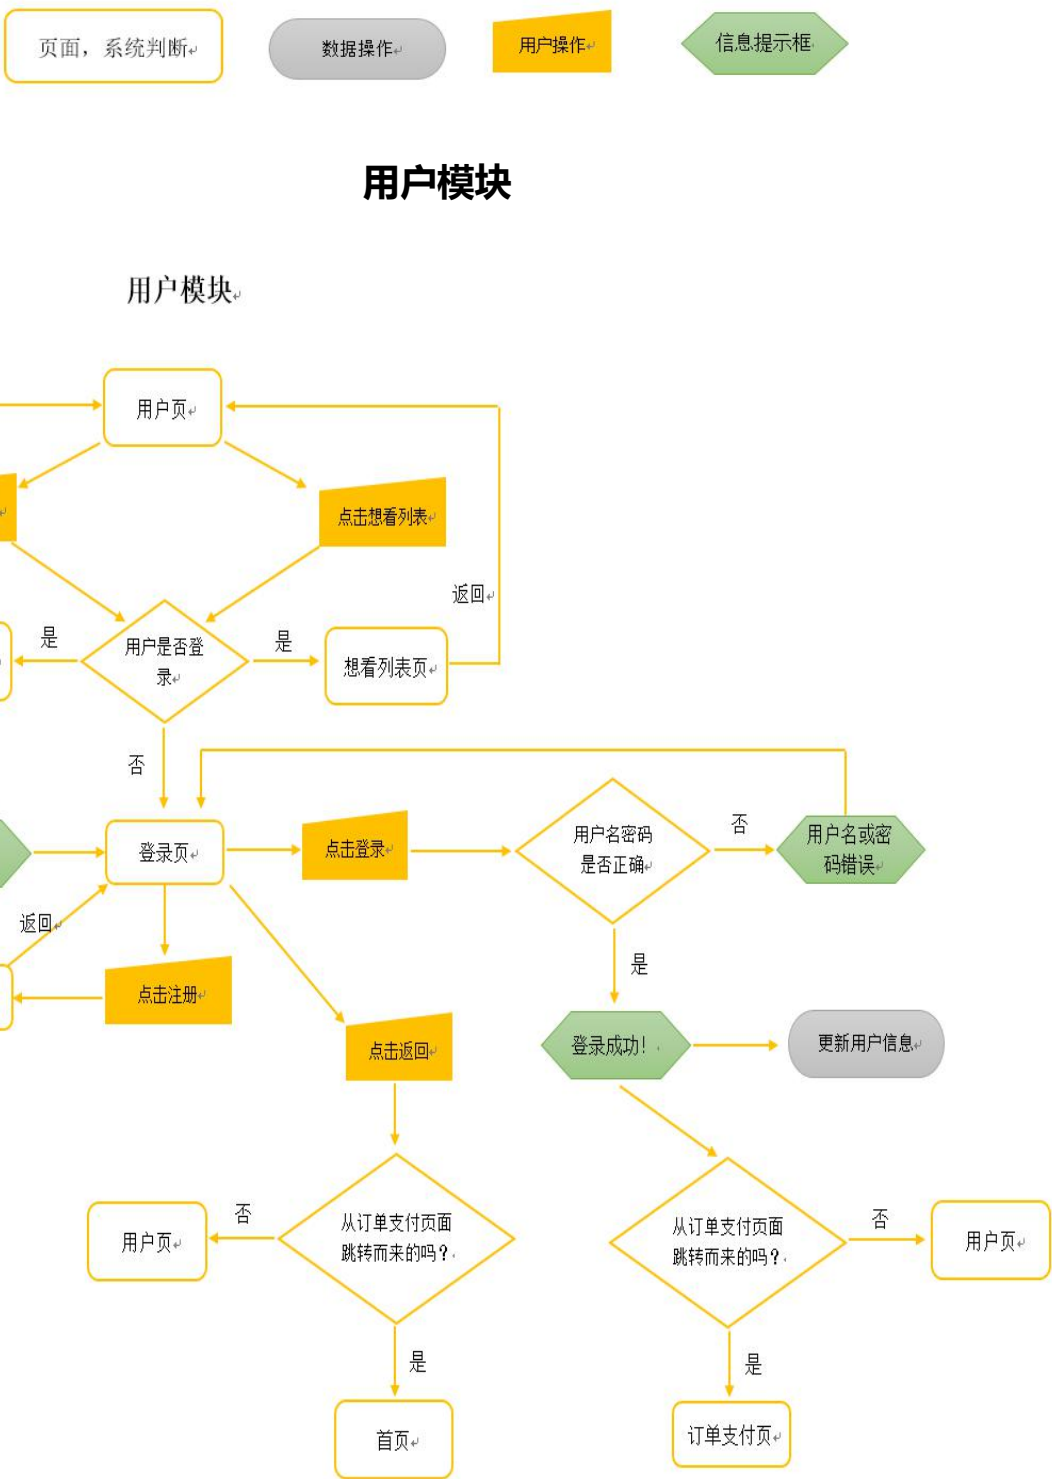 页面，系统判断
数据操作
用户操作
信息提示框
用户模块
用户模块
用户页
点击想看列表
返回
用户是否登
录
是
是
想看列表页
否
登录页
点击登录
用户名密码
是否正确
否
用户名或密
码错误
返回
点击注册
是
点击返回
登录成功！
更新用户信息
用户页
否
从订单支付页面
跳转而来的吗？
从订单支付页面
跳转而来的吗？
否
用户页
是
是
首页
订单支付页